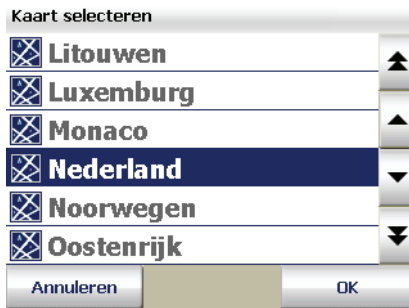 Kaart selecteren
Litouwen
Luxemburg
Monaco
Nederland
Noorwegen
Oostenrijk
Annuleren OK